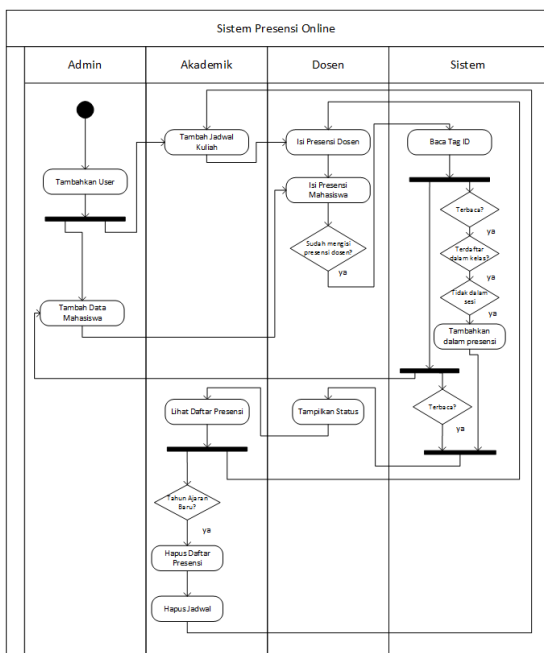 Sistem Presensi Online
Admin
Akademik
Dosen
Sistem
Tambah Jadwal
Kuliah
Isi Presensi Dosen
Baca Tag ID
Tambahkan User
Isi Presensi
Mahasiswa
Terbaca?
ya
Sudah mengisi
presensi dosen?
ya
Terdaftar
dalam kelas?
ya
Tidak dalam
sesi
ya
Tambah Data
Mahasiswa
Tambahkan
dalam presensi
Lihat Daftar Presensi
Tampilkan Status
Terbaca?
ya
Tahun Ajaran
Baru?
ya
Hapus Daftar
Presensi
Hapus Jadwal